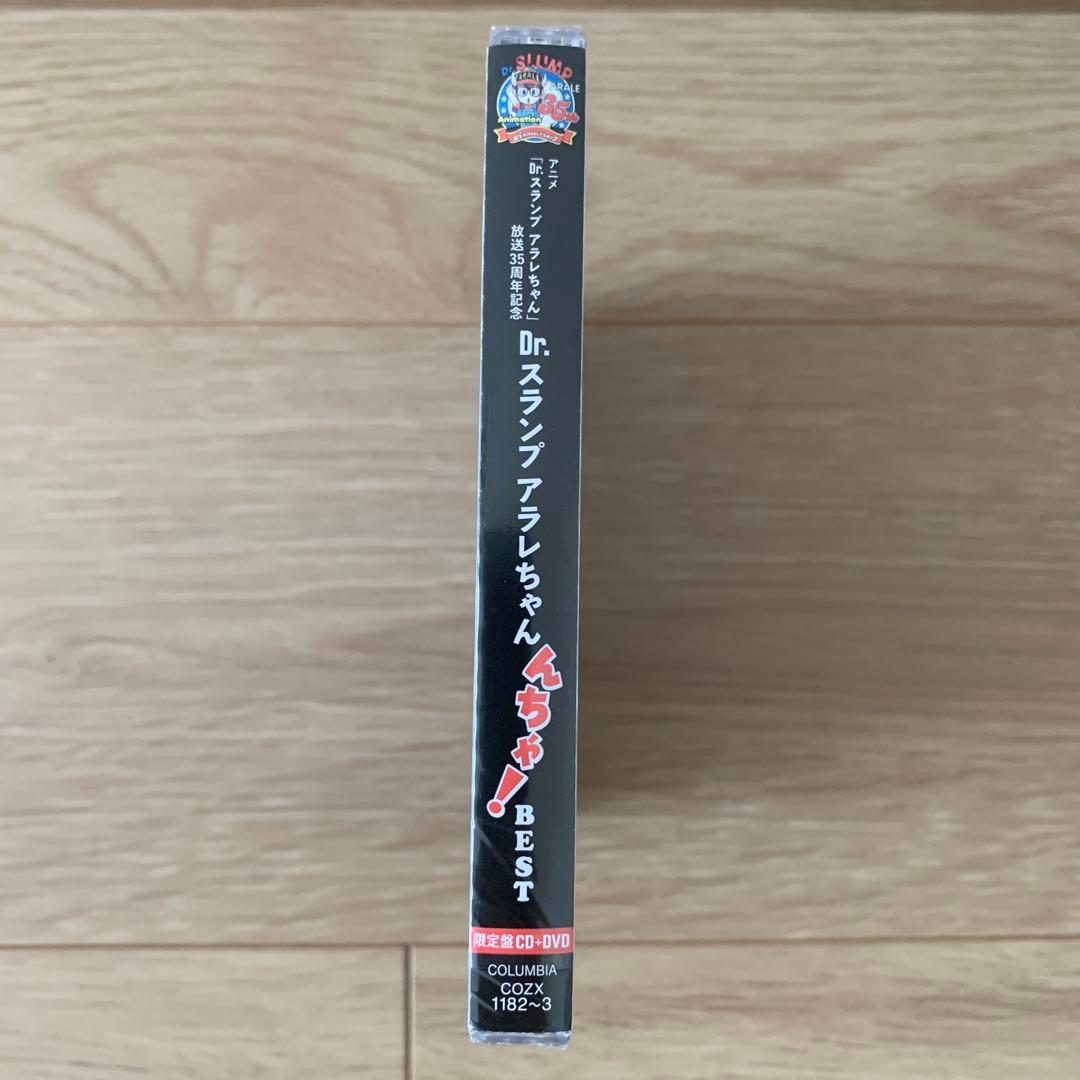 Dr. SLUMP
ARALE
ARALE
35th
Animation
ANNIVERSARY
アニメ
「Dr.スランプ アラレちゃん」
放送35周年記念
Dr.スランプ アラレちゃん
んちゃ!
BEST
限定盤CD+DVD
COLUMBIA
COZX
1182~3